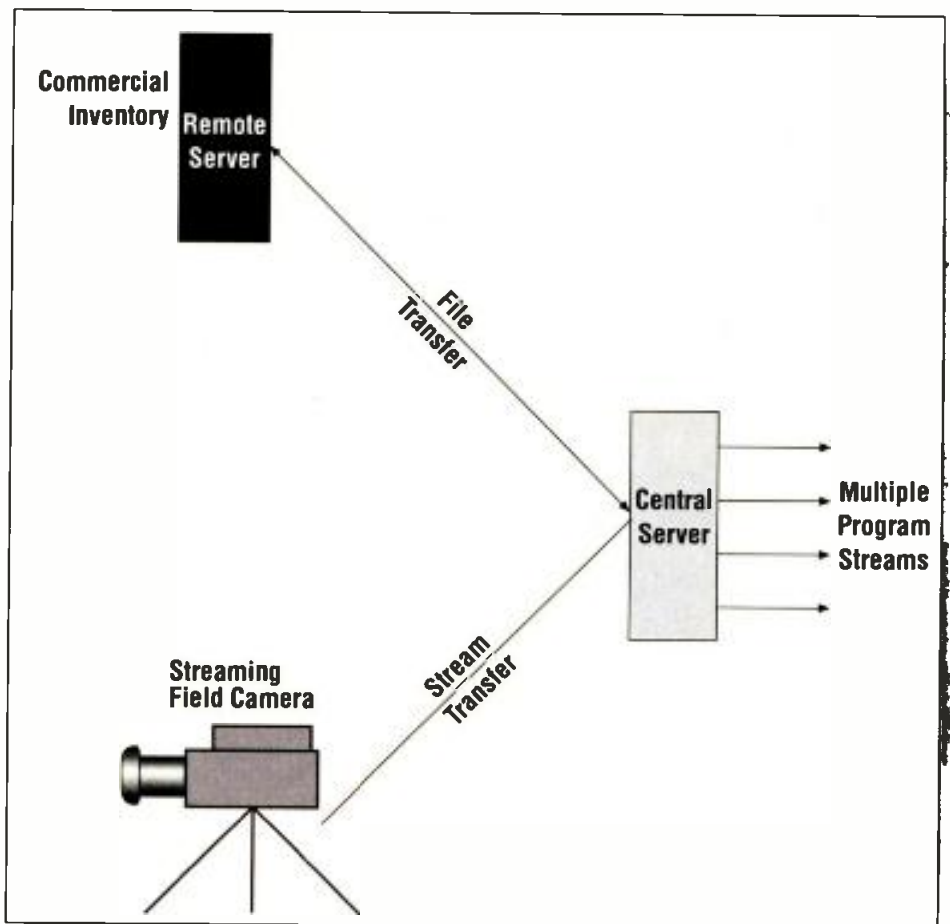 Commercial
Inventory
Remote
Server
File
Transfer
Central
Server
Multiple
Program
Streams
Stream
Transfer
Streaming
Field Camera